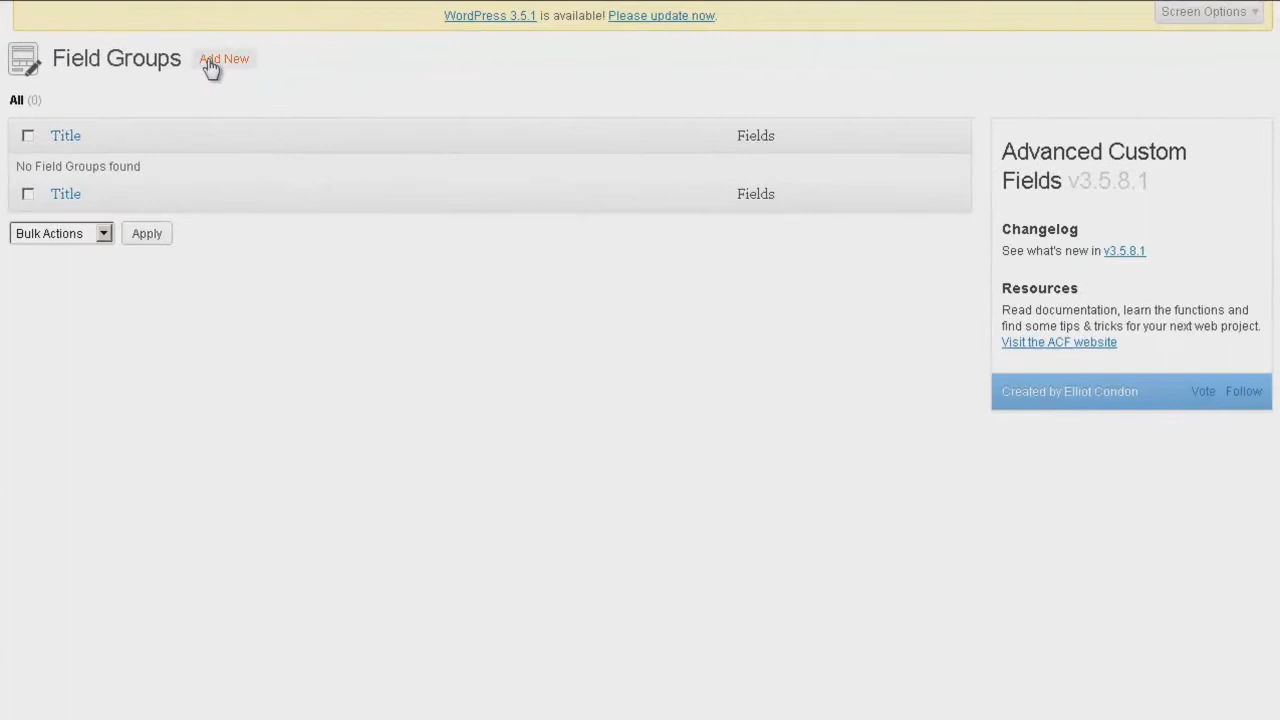 WordPress 3.5.1 is available! Please update now.
Screen Options
Field Groups Add New
All (0)
Title Fields
No Field Groups found
Title Fields
Bulk Actions Apply
Advanced Custom
Fields v3.5.8.1
Changelog
See what's new in v3.5.8.1
Resources
Read documentation, learn the functions and
find some tips & tricks for your next web project.
Visit the ACF website
Created by Elliot Condon Vote Follow